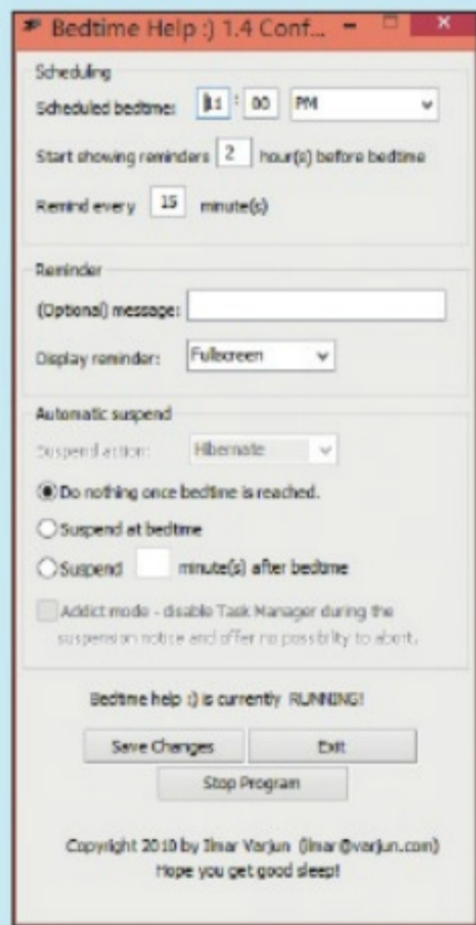 Bedtime Help :) 1.4 Conf...
Scheduling
Scheduled bedtime: 11 : 00 PM
Start showing reminders 2 hour(s) before bedtime
Remind every 15 minute(s)
Reminder
(Optional) message:
Display reminder: Fullscreen
Automatic suspend
Suspend action: Hibernate
Do nothing once bedtime is reached.
Suspend at bedtime
Suspend minute(s) after bedtime
Addict mode - disable Task Manager during the
suspension notice and offer no possibility to abort.
Bedtime help :) is currently RUNNING!
Save Changes Exit
Stop Program
Copyright 2010 by Ilmar Varjun (ilmar@varjun.com)
Hope you get good sleep!